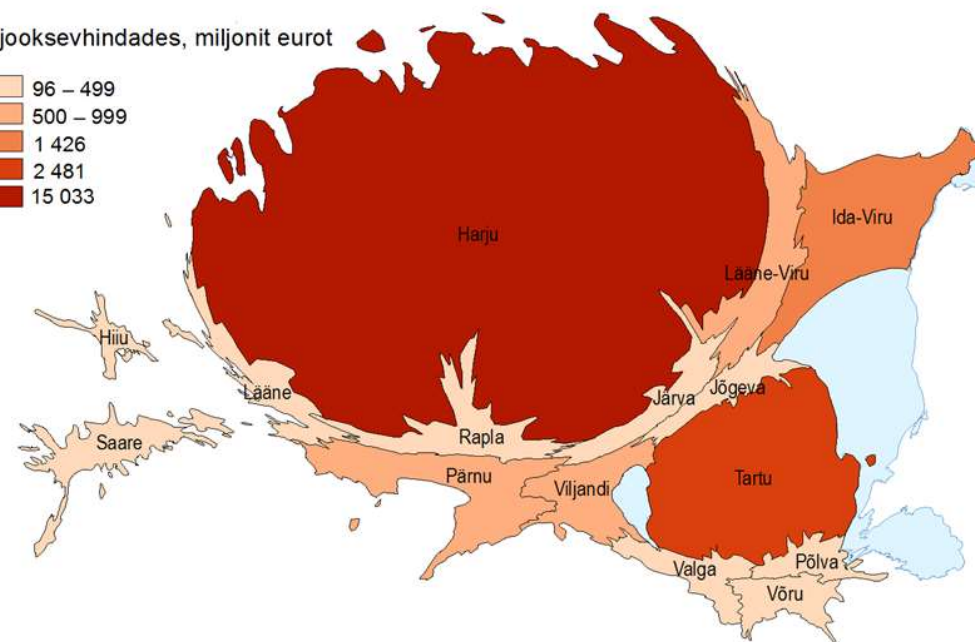 jooksevhindades, miljonit eurot
96 – 499
500 – 999
1 426
2 481
15 033
Harju
Ida-Viru
Lääne-Viru
Hiiu
Lääne
Järva
Jõgeva
Rapla
Saare
Pärnu
Viljandi
Tartu
Valga
Põlva
Võru